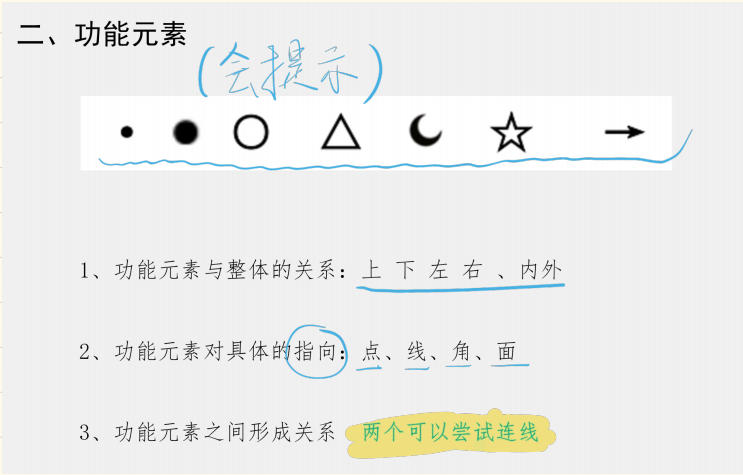 二、功能元素
(会提示)
1、功能元素与整体的关系：上 下 左 右 、内外
2、功能元素对具体的指向：点、线、角、面
3、功能元素之间形成关系 两个可以尝试连线